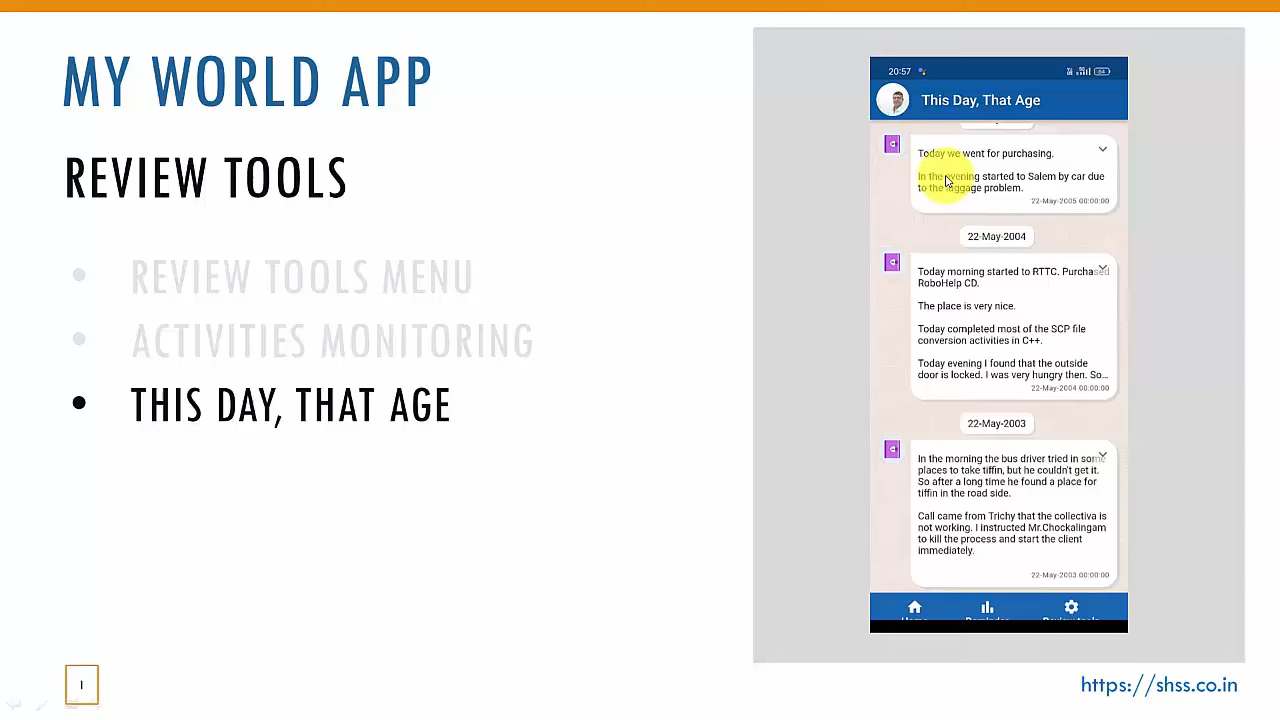 MY WORLD APP
REVIEW TOOLS
• REVIEW TOOLS MENU
• ACTIVITIES MONITORING
• THIS DAY, THAT AGE
20:57
84
This Day, That Age
Today we went for purchasing.
In the evening started to Salem by car due
to the luggage problem.
22-May-2005 00:00:00
22-May-2004
Today morning started to RTTC. Purchased
RoboHelp CD.
The place is very nice.
Today completed most of the SCP file
conversion activities in C++.
Today evening I found that the outside
door is locked. I was very hungry then. So...
22-May-2004 00:00:00
22-May-2003
In the morning the bus driver tried in some
places to take tiffin, but he couldn't get it.
So after a long time he found a place for
tiffin in the road side.
Call came from Trichy that the collectiva is
not working. I instructed Mr.Chockalingam
to kill the process and start the client
immediately.
22-May-2003 00:00:00
Home Reminder Review tools
1
https://shss.co.in